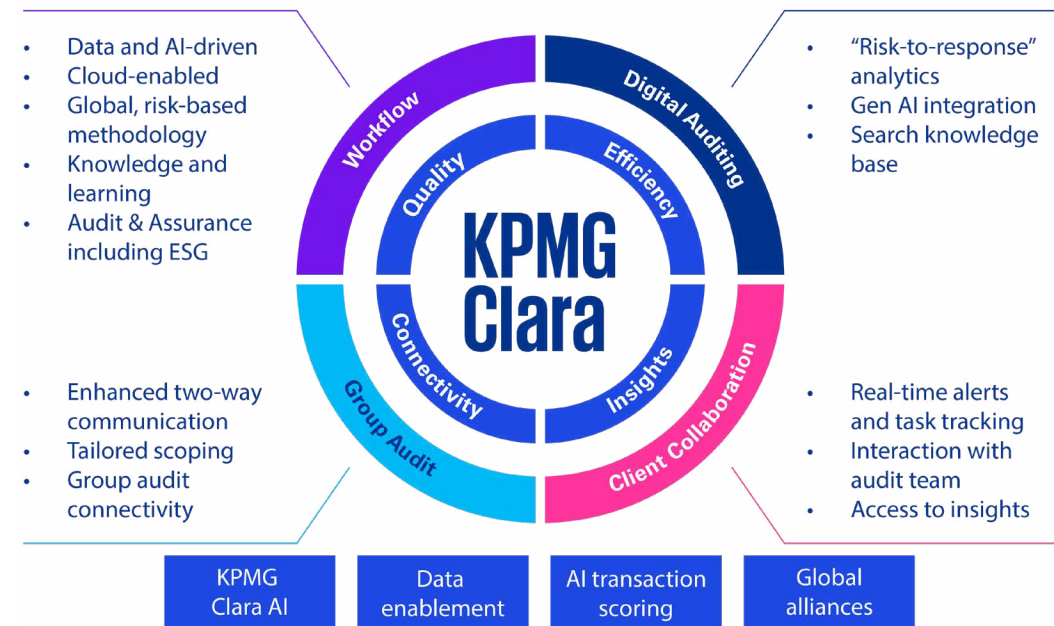 • Data and AI-driven
• Cloud-enabled
• Global, risk-based
methodology
• Knowledge and
learning
• Audit & Assurance
including ESG
• “Risk-to-response”
analytics
• Gen AI integration
• Search knowledge
base
Workflow
Digital Auditing
Quality
Efficiency
KPMG
Clara
Connectivity
Insights
Group Audit
Client Collaboration
• Enhanced two-way
communication
• Tailored scoping
• Group audit
connectivity
• Real-time alerts
and task tracking
• Interaction with
audit team
• Access to insights
KPMG
Clara AI
Data
enablement
AI transaction
scoring
Global
alliances